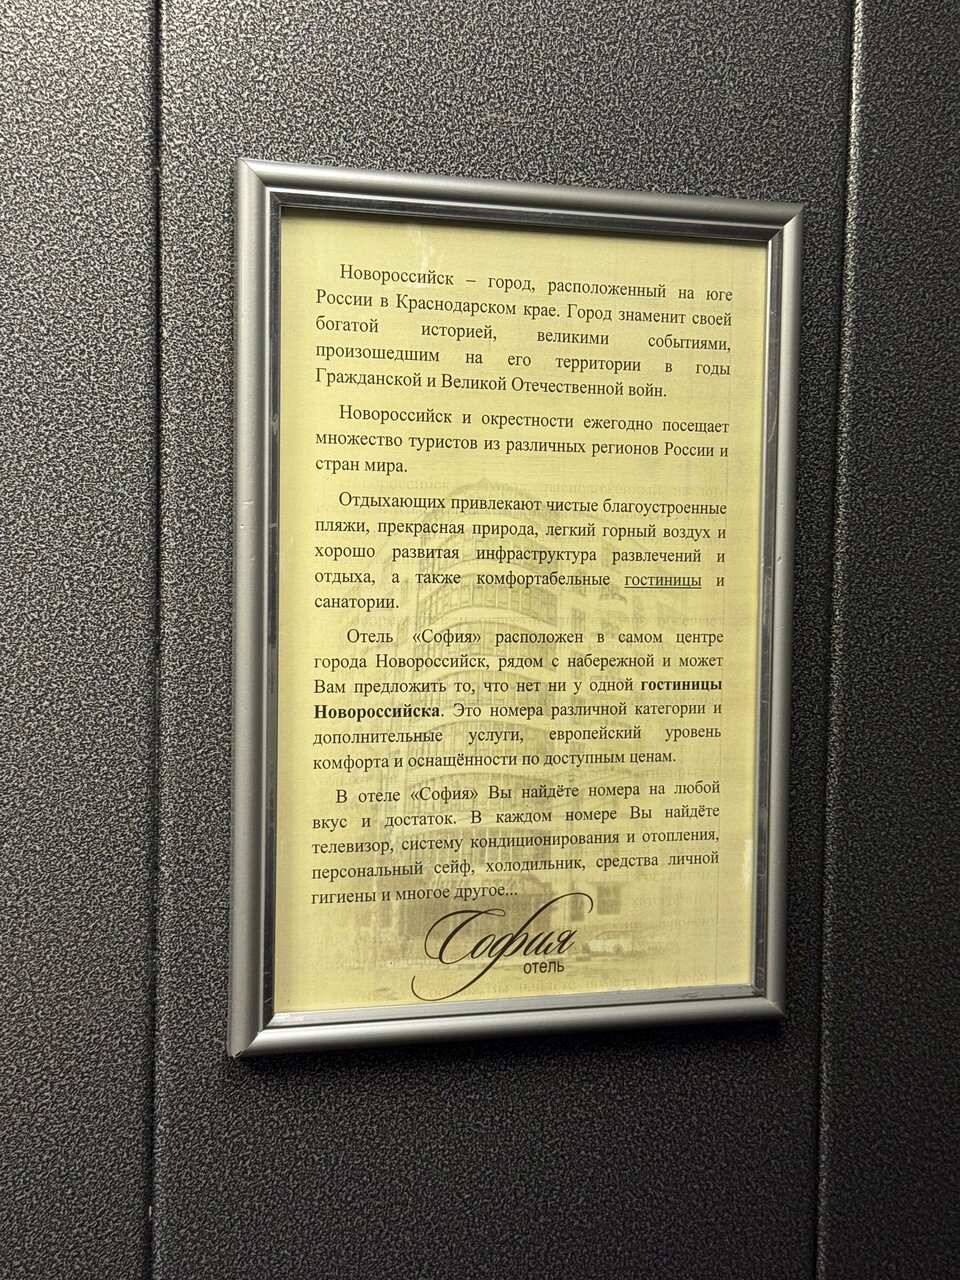 Новороссийск – город, расположенный на юге
России в Краснодарском крае. Город знаменит своей
богатой историей, великими событиями,
произошедшим на его территории в годы
Гражданской и Великой Отечественной войн.
Новороссийск и окрестности ежегодно посещает
множество туристов из различных регионов России и
стран мира.
Отдыхающих привлекают чистые благоустроенные
пляжи, прекрасная природа, легкий горный воздух и
хорошо развитая инфраструктура развлечений и
отдыха, а также комфортабельные гостиницы и
санатории.
Отель «София» расположен в самом центре
города Новороссийск, рядом с набережной и может
Вам предложить то, что нет ни у одной гостиницы
Новороссийска. Это номера различной категории и
дополнительные услуги, европейский уровень
комфорта и оснащённости по доступным ценам.
В отеле «София» Вы найдёте номера на любой
вкус и достаток. В каждом номере Вы найдёте
телевизор, систему кондиционирования и отопления,
персональный сейф, холодильник, средства личной
гигиены и многое другое...
София
отель